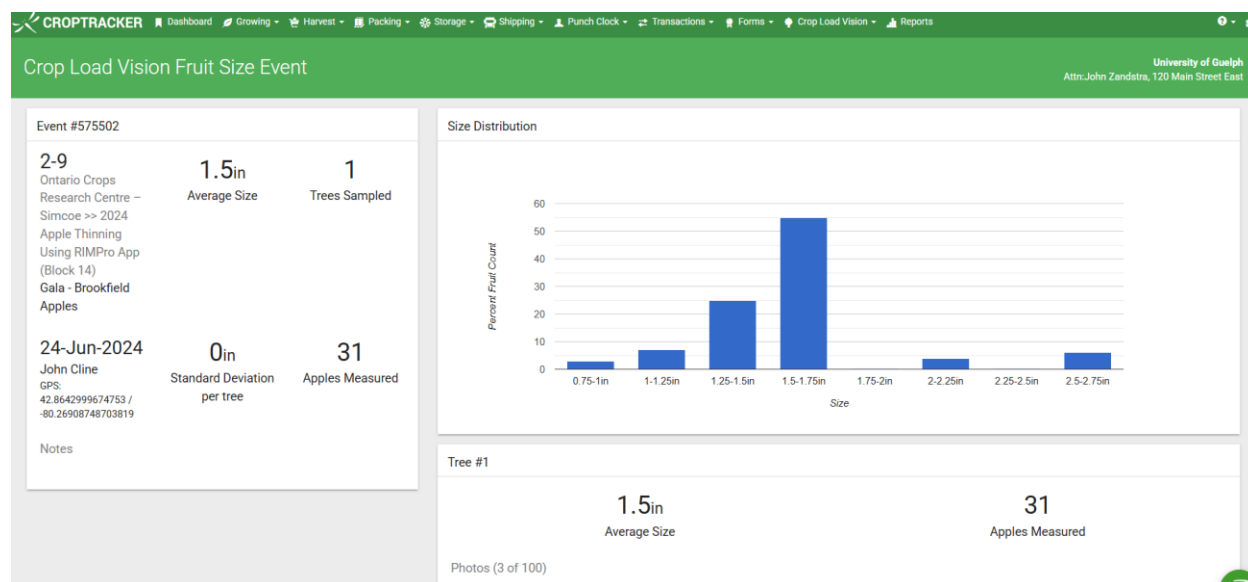 CROPTRACKER Dashboard Growing Harvest Packing Storage Shipping Punch Clock Transactions Forms Crop Load Vision Reports
Crop Load Vision Fruit Size Event
University of Guelph
Attn:John Zandstra, 120 Main Street East
Event #575502
2-9
Ontario Crops
Research Centre –
Simcoe >> 2024
Apple Thinning
Using RIMPro App
(Block 14)
Gala - Brookfield
Apples
1.5in
Average Size
1
Trees Sampled
24-Jun-2024
John Cline
GPS:
42.8642999674753 /
-80.26908748703819
0in
Standard Deviation
per tree
31
Apples Measured
Notes
Size Distribution
Percent Fruit Count
60
50
40
30
20
10
0
0.75-1in 1-1.25in 1.25-1.5in 1.5-1.75in 1.75-2in 2-2.25in 2.25-2.5in 2.5-2.75in
Size
Tree #1
1.5in
Average Size
31
Apples Measured
Photos (3 of 100)